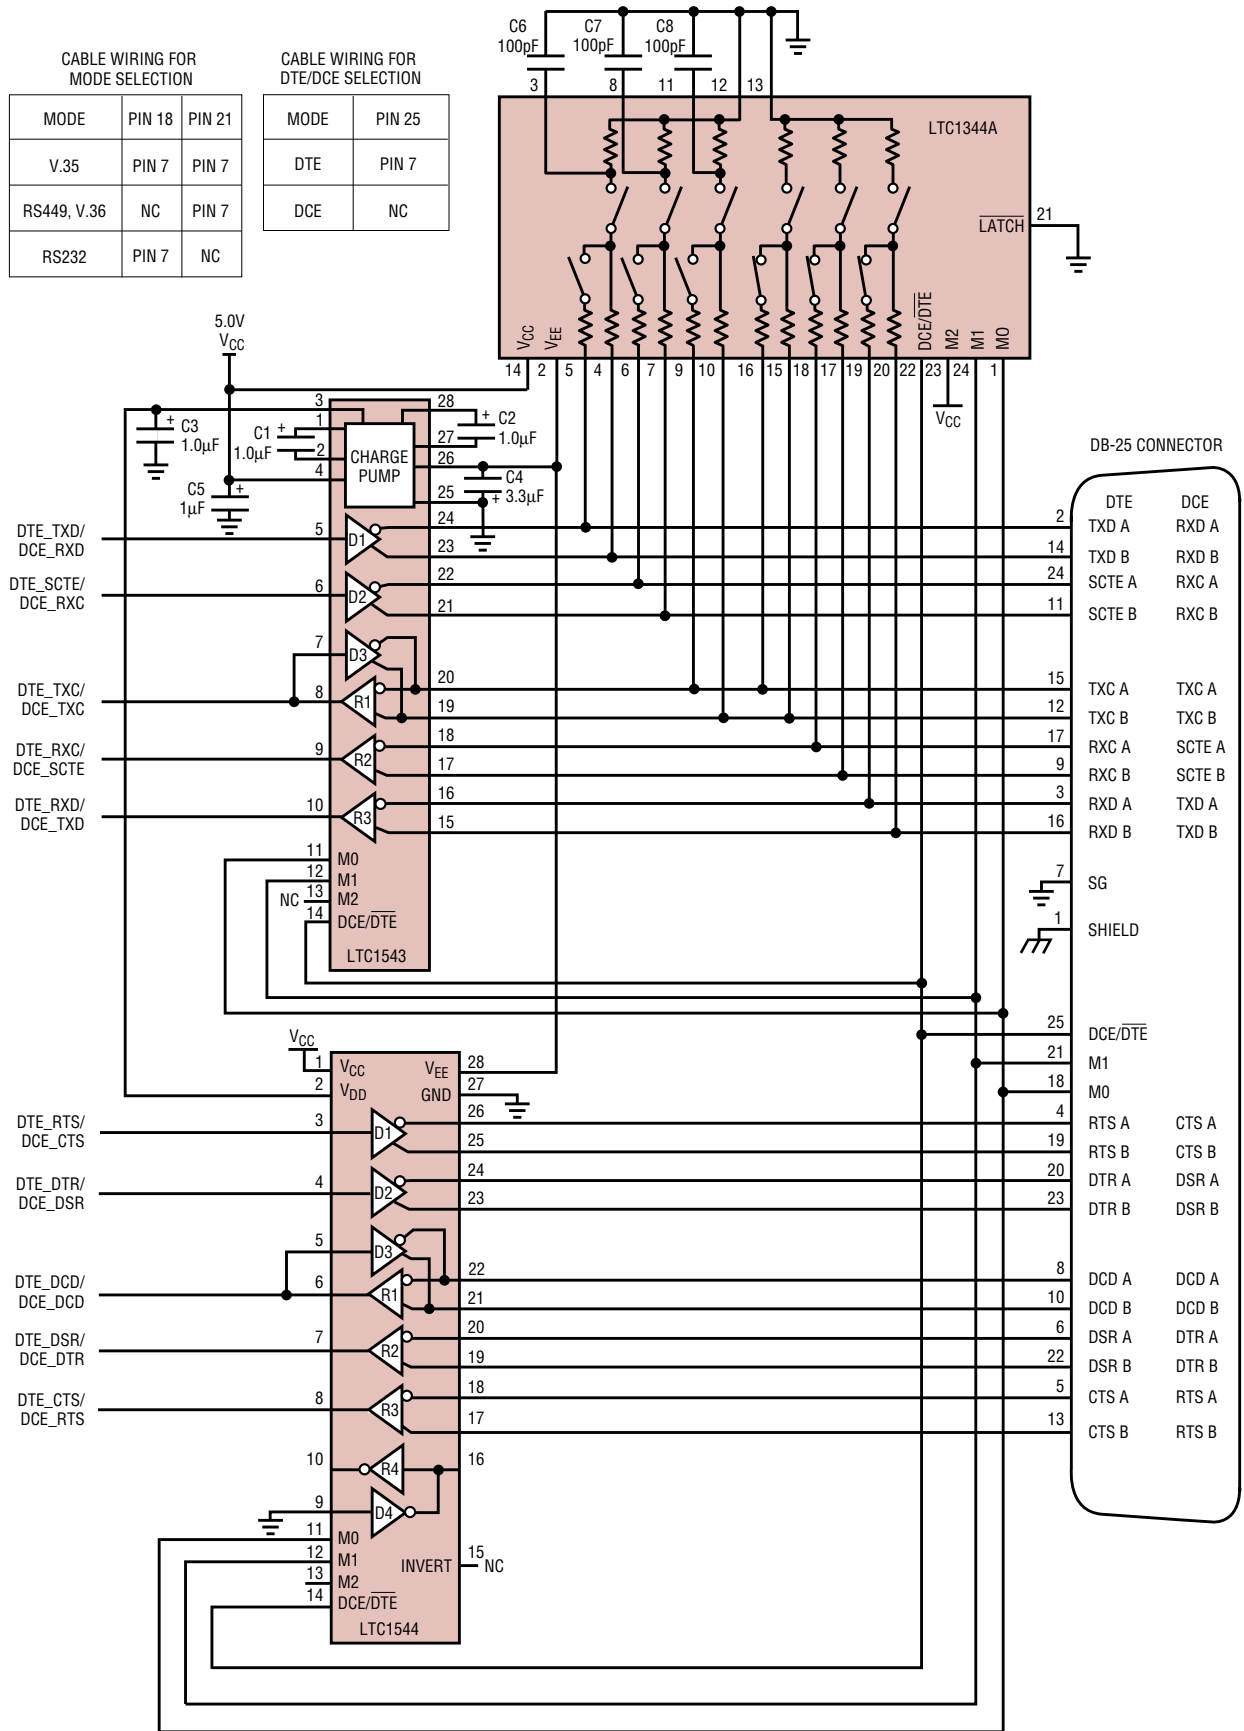 CABLE WIRING FOR
MODE SELECTION
MODE PIN 18 PIN 21
V.35 PIN 7 PIN 7
RS449, V.36 NC PIN 7
RS232 PIN 7 NC
CABLE WIRING FOR
DTE/DCE SELECTION
MODE PIN 25
DTE PIN 7
DCE NC
C6
100pF
C7
100pF
C8
100pF
3 8 11 12 13
LTC1344A
LATCH
21
VCC VEE DCE/DTE M2 M1 M0
14 2 5 4 6 7 9 10 16 15 18 17 19 20 22 23 24 1
VCC
5.0V
VCC
C3
1.0µF
C1
1.0µF
C5
1µF
3
1
2
4
CHARGE
PUMP
28
27
26
25
C2
1.0µF
C4
3.3µF
DTE_TXD/
DCE_RXD
5 D1 24
23
DTE_SCTE/
DCE_RXC
6 D2 22
21
7 D3
DTE_TXC/
DCE_TXC
8 R1 20
19
DTE_RXC/
DCE_SCTE
9 R2 18
17
DTE_RXD/
DCE_TXD
10 R3 16
15
11 M0
12 M1
NC 13 M2
14 DCE/DTE
LTC1543
VCC
1 VCC VEE 28
2 VDD GND 27
DTE_RTS/
DCE_CTS
3 D1 26
25
DTE_DTR/
DCE_DSR
4 D2 24
23
5 D3
DTE_DCD/
DCE_DCD
6 R1 22
21
DTE_DSR/
DCE_DTR
7 R2 20
19
DTE_CTS/
DCE_RTS
8 R3 18
17
10 R4 16
9 D4
11 M0
12 M1
13 M2
14 DCE/DTE
INVERT 15 NC
LTC1544
DB-25 CONNECTOR
DTE DCE
2 TXD A RXD A
14 TXD B RXD B
24 SCTE A RXC A
11 SCTE B RXC B
15 TXC A TXC A
12 TXC B TXC B
17 RXC A SCTE A
9 RXC B SCTE B
3 RXD A TXD A
16 RXD B TXD B
7 SG
1 SHIELD
25 DCE/DTE
21 M1
18 M0
4 RTS A CTS A
19 RTS B CTS B
20 DTR A DSR A
23 DTR B DSR B
8 DCD A DCD A
10 DCD B DCD B
6 DSR A DTR A
22 DSR B DTR B
5 CTS A RTS A
13 CTS B RTS B